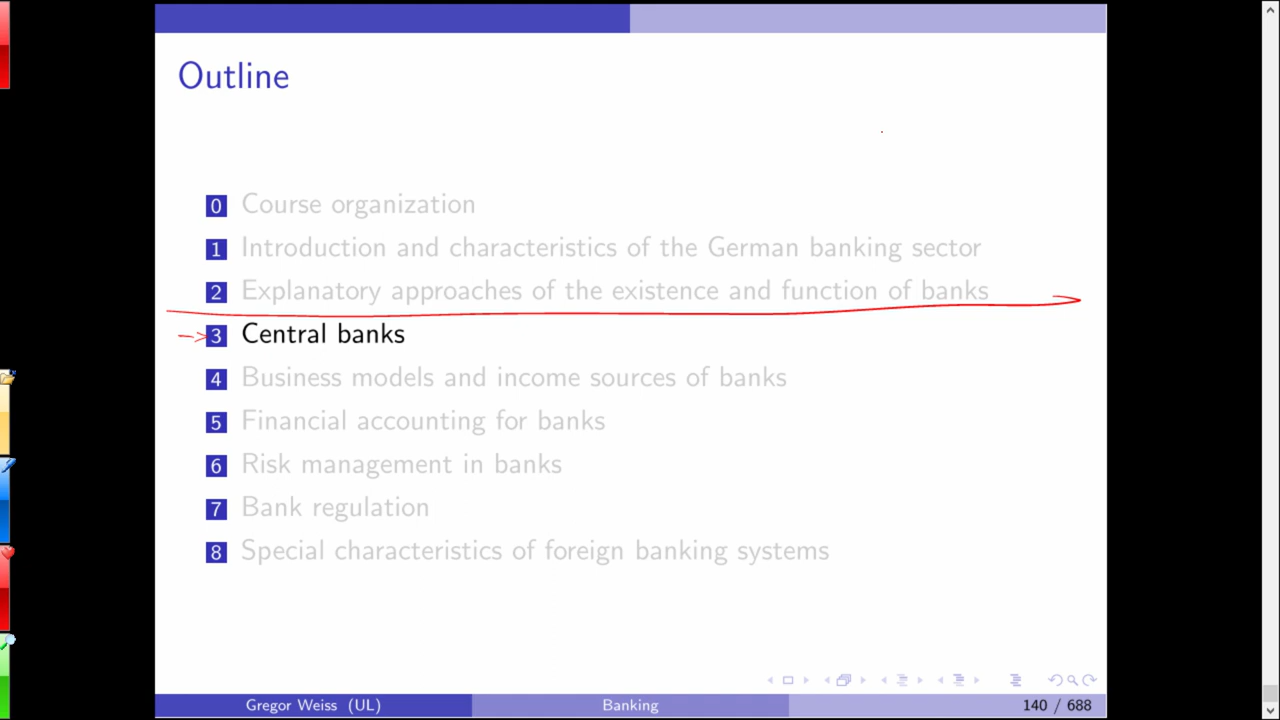 Outline
0 Course organization
1 Introduction and characteristics of the German banking sector
2 Explanatory approaches of the existence and function of banks
3 Central banks
4 Business models and income sources of banks
5 Financial accounting for banks
6 Risk management in banks
7 Bank regulation
8 Special characteristics of foreign banking systems
Gregor Weiss (UL) Banking 140 / 688